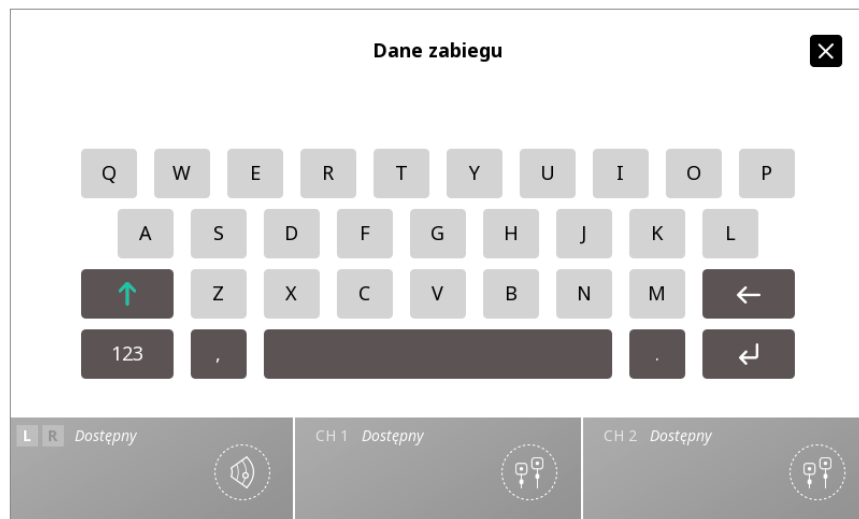 Dane zabiegu
Q W E R T Y U I O P
A S D F G H J K L
Z X C V B N M
123 , .
L R Dostępny CH 1 Dostępny CH 2 Dostępny